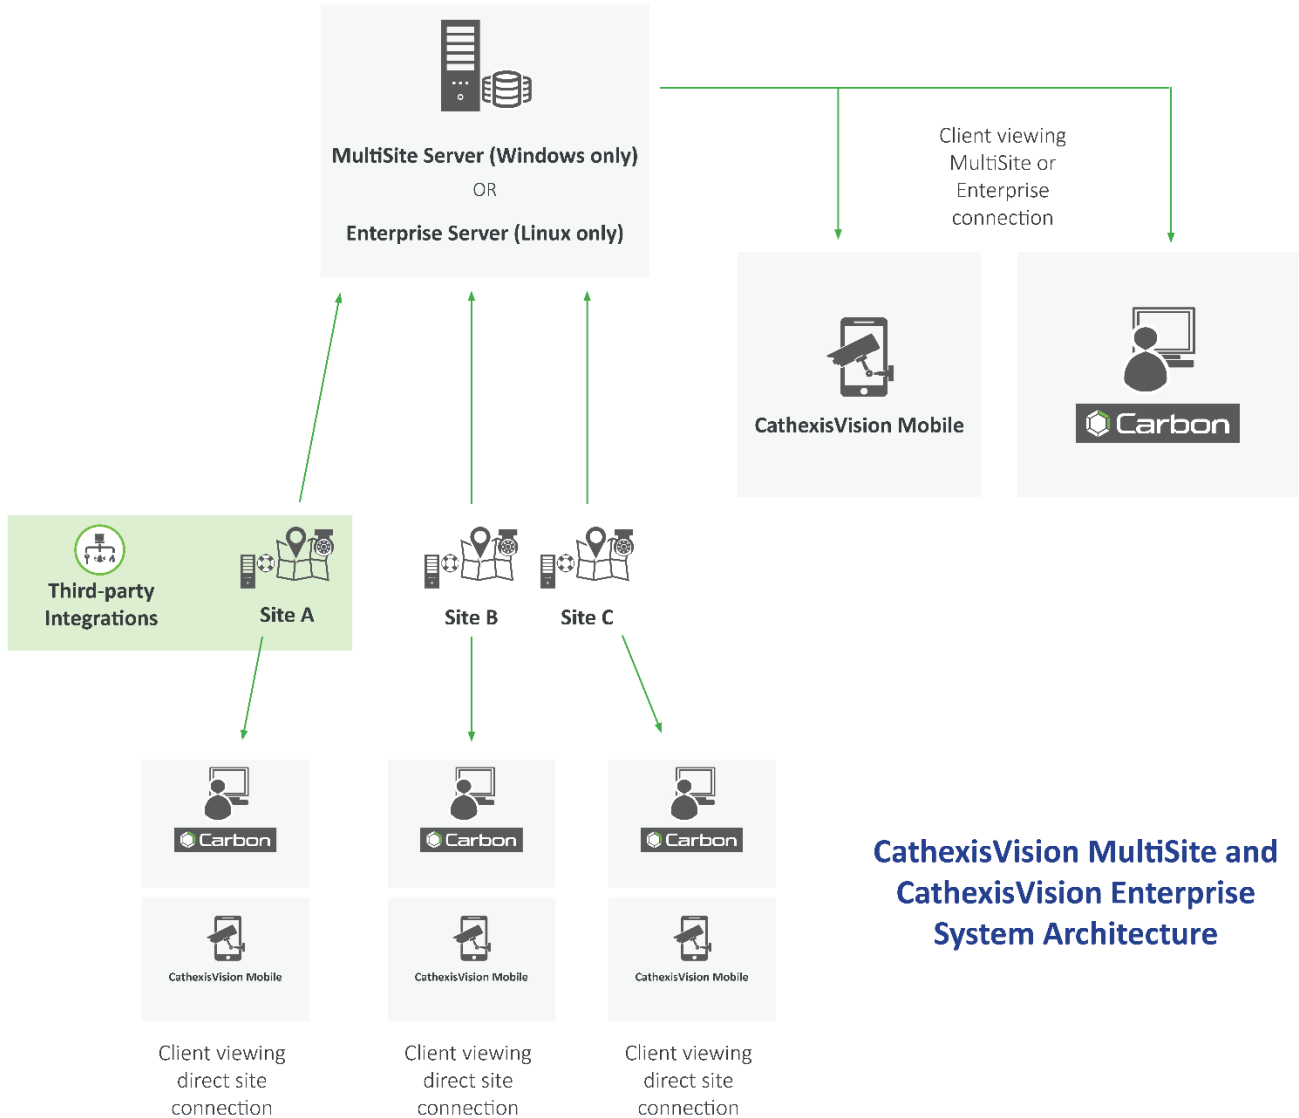 MultiSite Server (Windows only)
OR
Enterprise Server (Linux only)
Client viewing
MultiSite or
Enterprise
connection
CathexisVision Mobile
Carbon
Third-party
Integrations
Site A
Site B
Site C
Carbon
Carbon
Carbon
CathexisVision Mobile
CathexisVision Mobile
CathexisVision Mobile
Client viewing
direct site
connection
Client viewing
direct site
connection
Client viewing
direct site
connection
CathexisVision MultiSite and
CathexisVision Enterprise
System Architecture